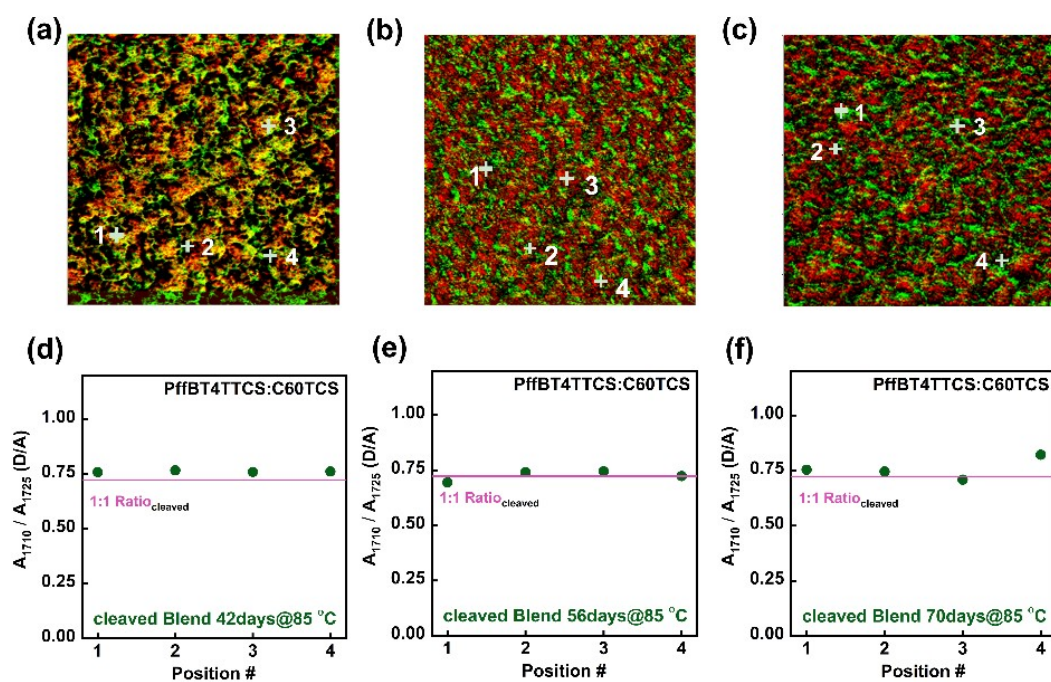 (a)
(b)
(c)
3
1
2
4
1
3
2
4
1
2
3
4
(d)
(e)
(f)
PffBT4TTCS:C60TCS
1.00
0.75
0.50
0.25
0.00
A1710 / A1725 (D/A)
1:1 Ratiocleaved
cleaved Blend 42days@85 °C
1 2 3 4
Position #
PffBT4TTCS:C60TCS
1.00
0.75
0.50
0.25
0.00
A1710 / A1725 (D/A)
1:1 Ratiocleaved
cleaved Blend 56days@85 °C
1 2 3 4
Position #
PffBT4TTCS:C60TCS
1.00
0.75
0.50
0.25
0.00
A1710 / A1725 (D/A)
1:1 Ratiocleaved
cleaved Blend 70days@85 °C
1 2 3 4
Position #